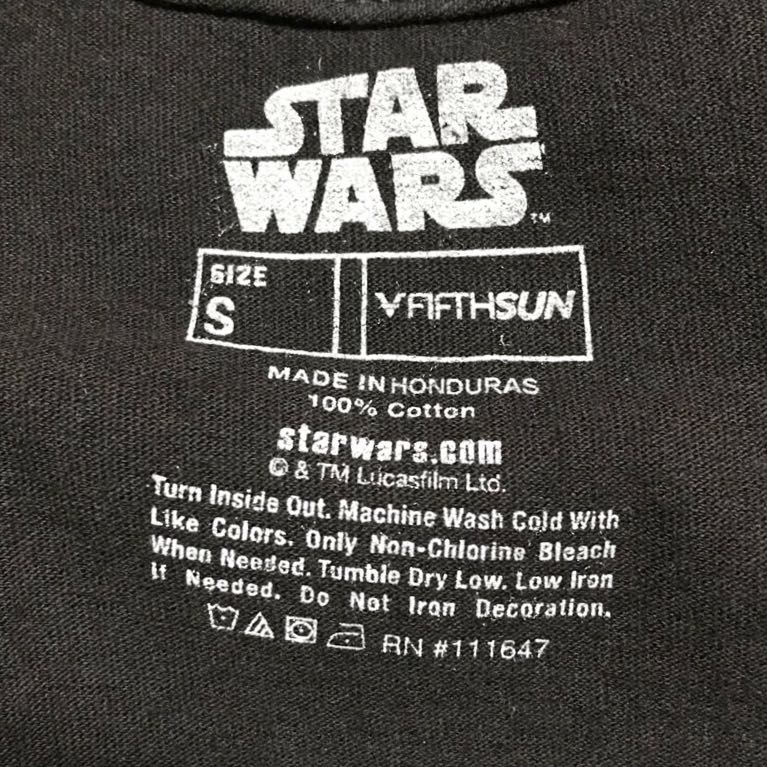 STAR
WARS™
SIZE
S
FIFTHSUN
MADE IN HONDURAS
100% Cotton
starwars.com
© & TM Lucasfilm Ltd.
Turn Inside Out. Machine Wash Cold With
Like Colors. Only Non-Chlorine Bleach
When Needed. Tumble Dry Low. Low Iron
If Needed. Do Not Iron Decoration.
RN #111647